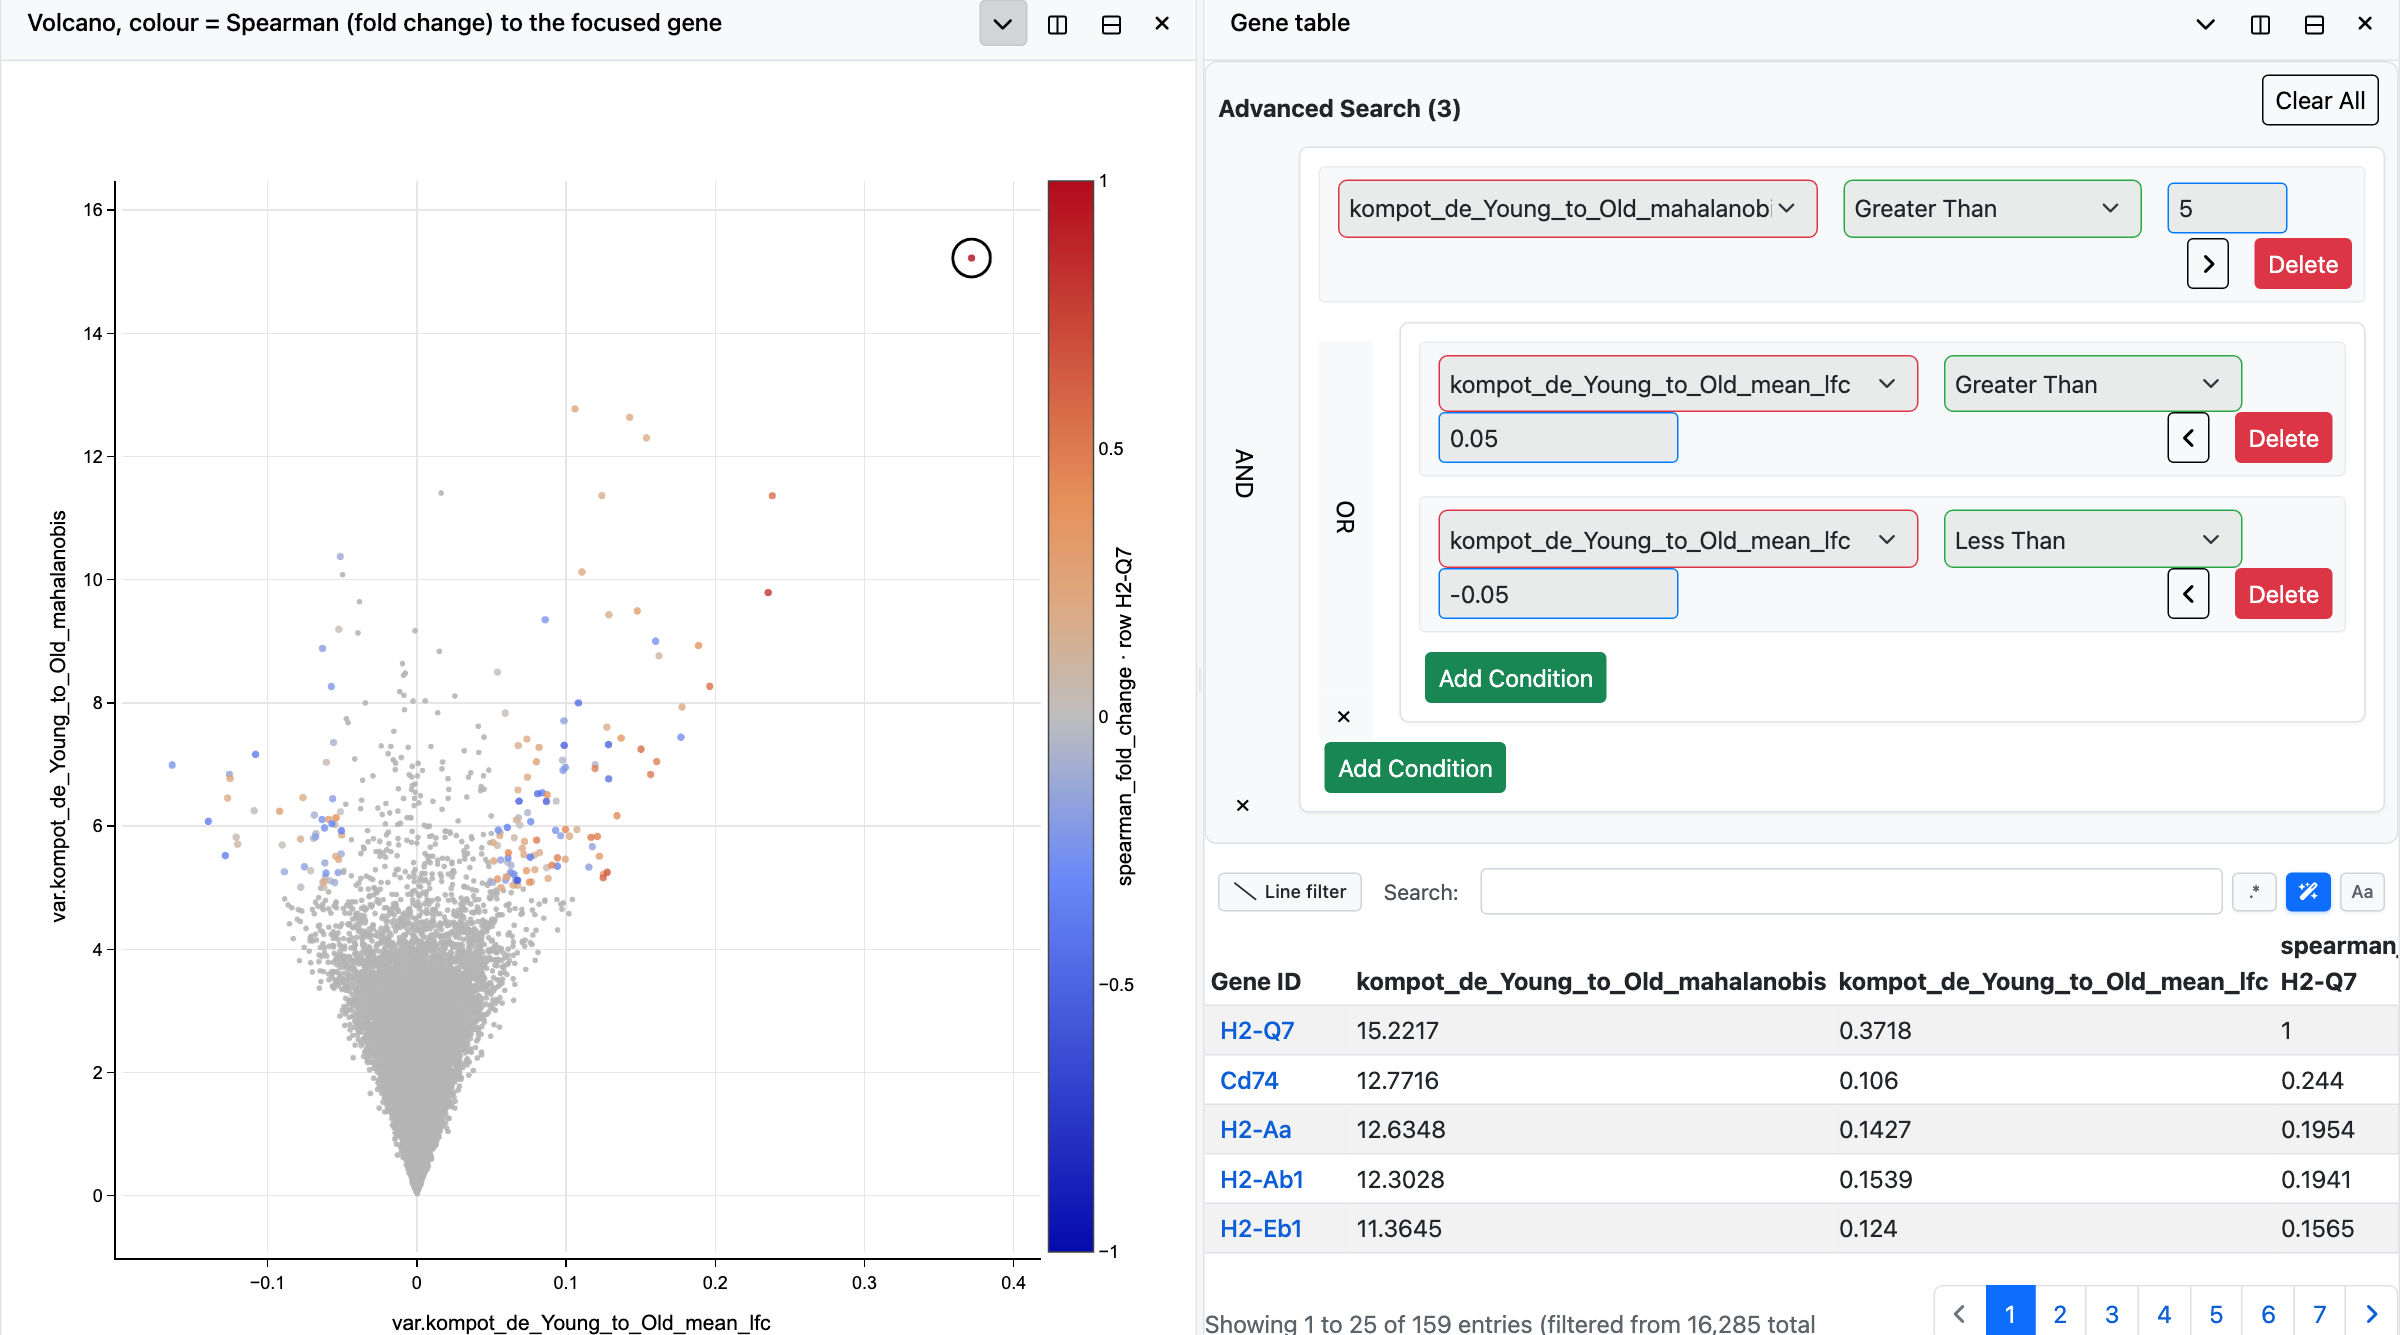 Volcano, colour = Spearman (fold change) to the focused gene
16
14
12
10
8
6
4
2
0
var.kompot_de_Young_to_Old_mahalanobis
−0.1
0
0.1
0.2
0.3
0.4
var.kompot_de_Young_to_Old_mean_lfc
1
0.5
0
−0.5
−1
spearman_fold_change · row H2-Q7
Gene table
Advanced Search (3)
Clear All
AND
kompot_de_Young_to_Old_mahalanobi
Greater Than
5
Delete
OR
kompot_de_Young_to_Old_mean_lfc
Greater Than
0.05
Delete
kompot_de_Young_to_Old_mean_lfc
Less Than
-0.05
Delete
Add Condition
Add Condition
Line filter
Search:
.*
Aa
Gene ID kompot_de_Young_to_Old_mahalanobis kompot_de_Young_to_Old_mean_lfc spearman_ H2-Q7
H2-Q7 15.2217 0.3718 1
Cd74 12.7716 0.106 0.244
H2-Aa 12.6348 0.1427 0.1954
H2-Ab1 12.3028 0.1539 0.1941
H2-Eb1 11.3645 0.124 0.1565
Showing 1 to 25 of 159 entries (filtered from 16,285 total
1 2 3 4 5 6 7